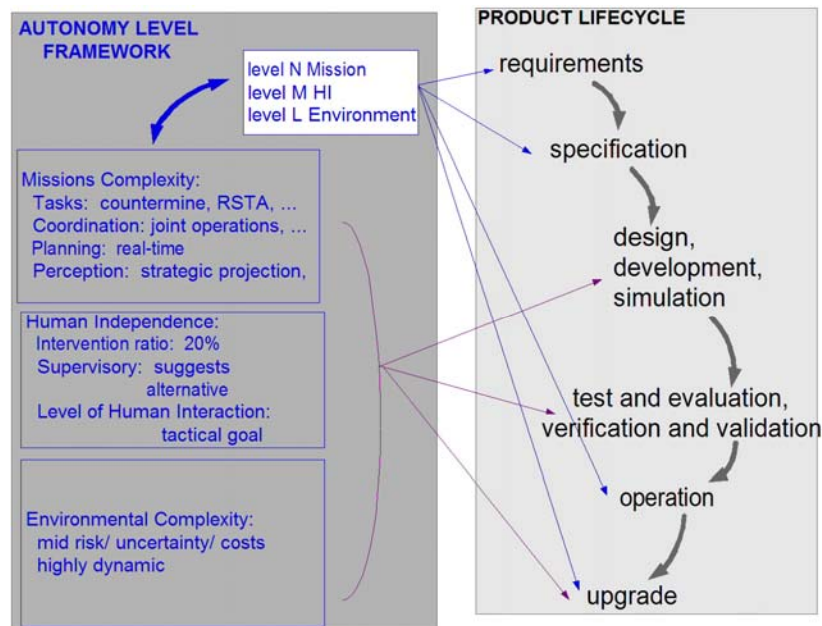 AUTONOMY LEVEL
FRAMEWORK
level N Mission
level M HI
level L Environment
Missions Complexity:
Tasks: countermine, RSTA, ...
Coordination: joint operations, ...
Planning: real-time
Perception: strategic projection,
Human Independence:
Intervention ratio: 20%
Supervisory: suggests
alternative
Level of Human Interaction:
tactical goal
Environmental Complexity:
mid risk/ uncertainty/ costs
highly dynamic
PRODUCT LIFECYCLE
requirements
specification
design,
development,
simulation
test and evaluation,
verification and validation
operation
upgrade